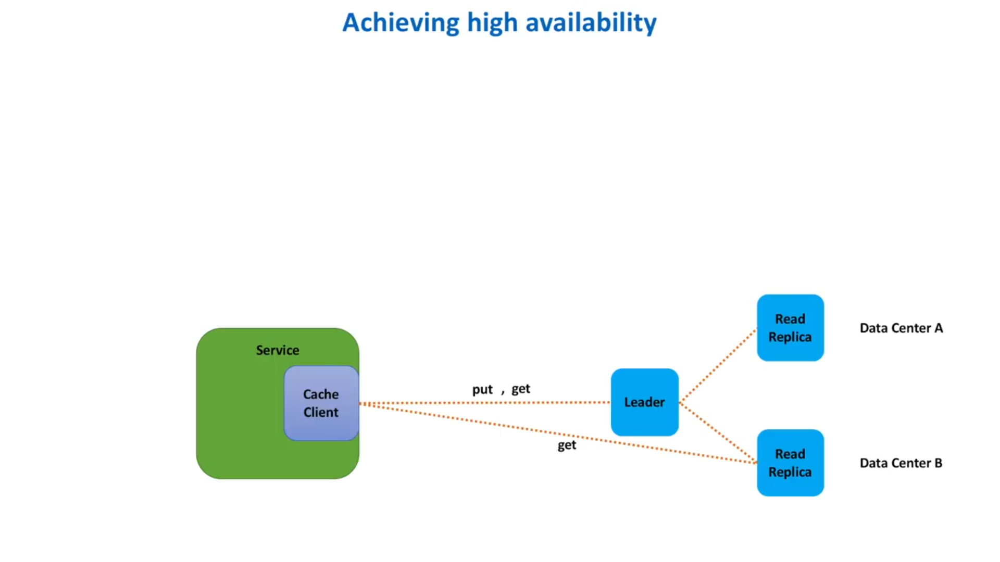 Achieving high availability
Read
Replica
Data Center A
Service
Cache
Client
put , get
Leader
get
Read
Replica
Data Center B